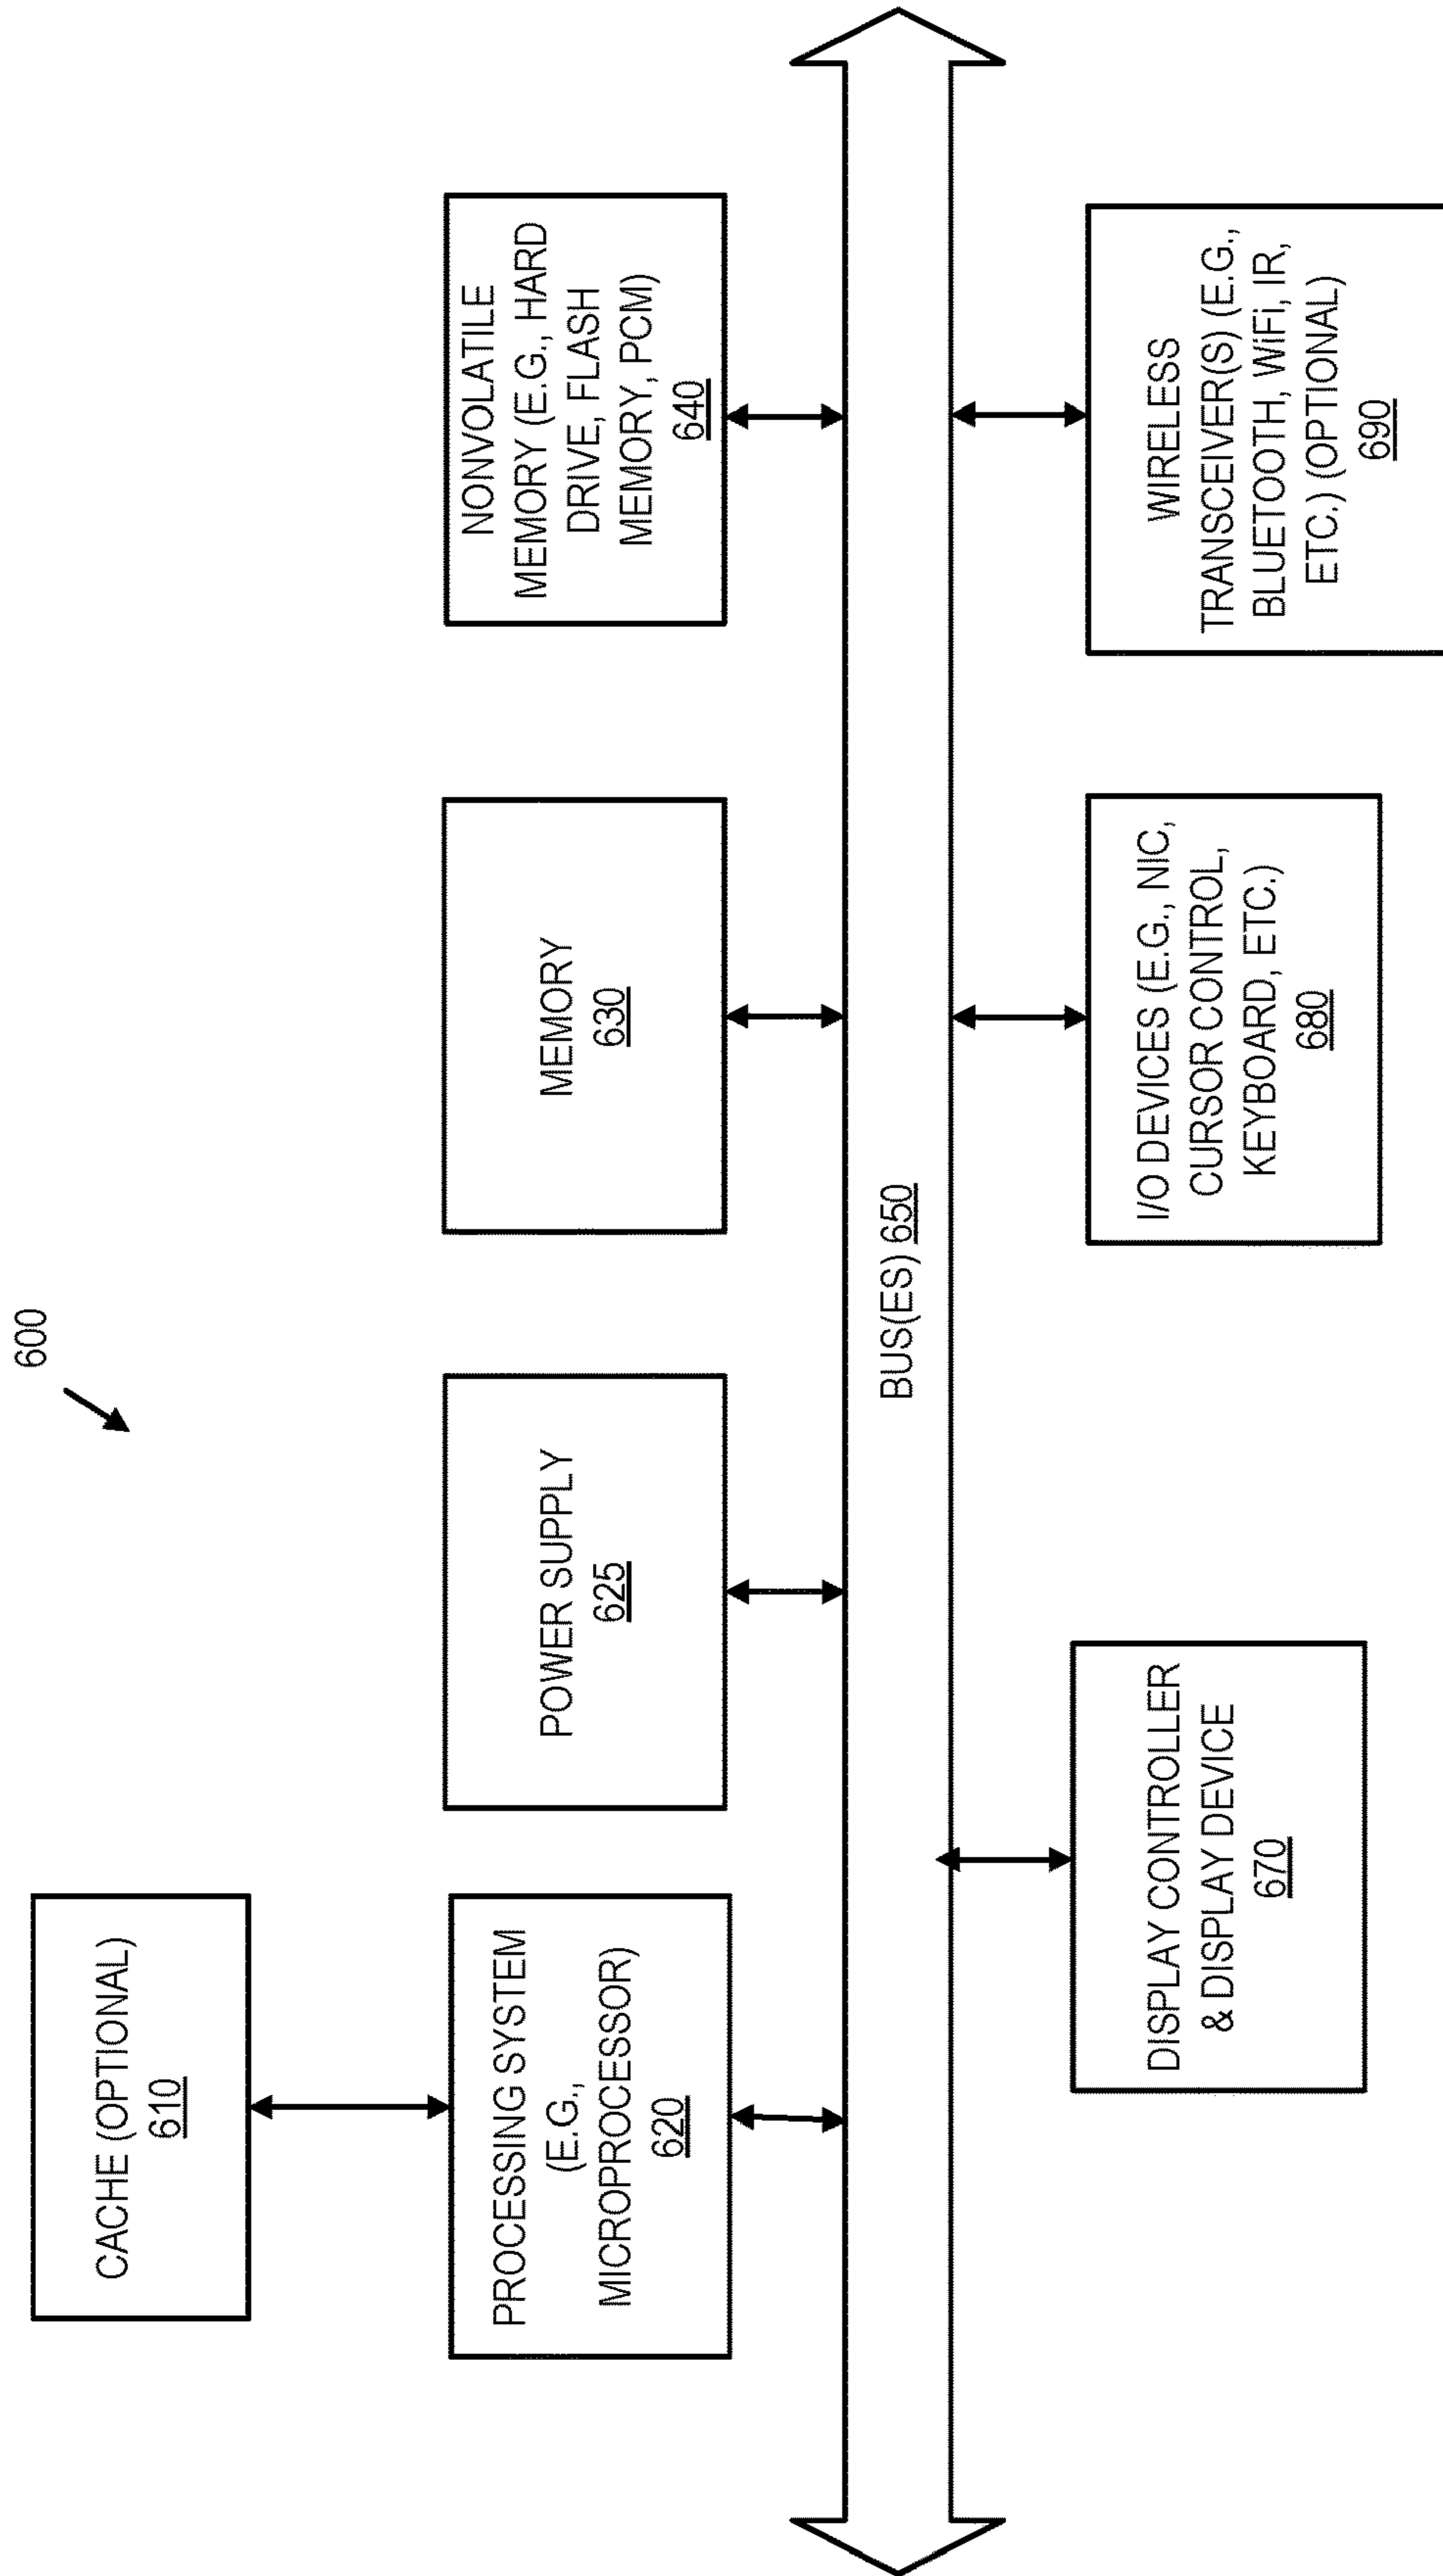 600
CACHE (OPTIONAL)
610
PROCESSING SYSTEM
(E.G.,
MICROPROCESSOR)
620
POWER SUPPLY
625
MEMORY
630
NONVOLATILE
MEMORY (E.G., HARD
DRIVE, FLASH
MEMORY, PCM)
640
BUS(ES) 650
DISPLAY CONTROLLER
& DISPLAY DEVICE
670
I/O DEVICES (E.G., NIC,
CURSOR CONTROL,
KEYBOARD, ETC.)
680
WIRELESS
TRANSCEIVER(S) (E.G.,
BLUETOOTH, WiFi, IR,
ETC.) (OPTIONAL)
690